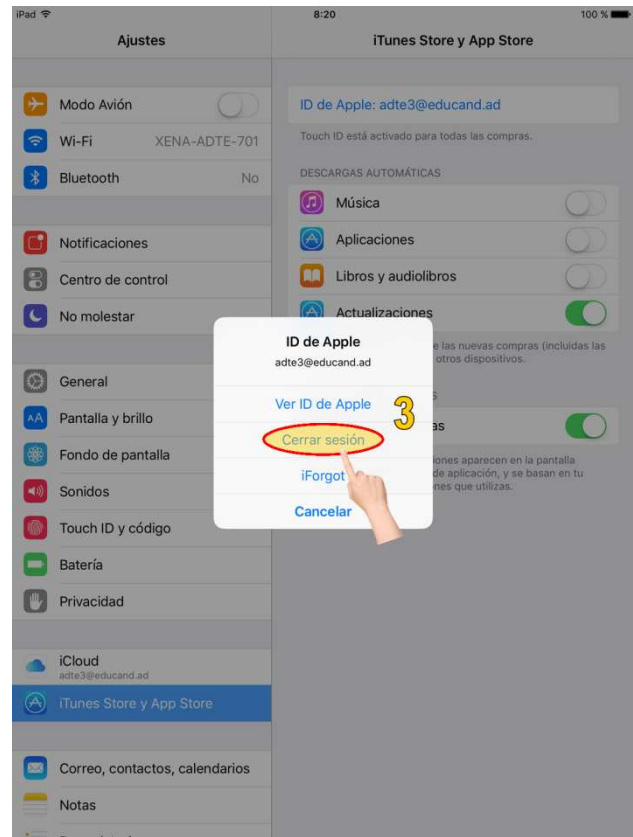 iPad 8:20 100 %
Ajustes
iTunes Store y App Store
Modo Avión
Wi-Fi XENA-ADTE-701
Bluetooth No
Notificaciones
Centro de control
No molestar
General
Pantalla y brillo
Fondo de pantalla
Sonidos
Touch ID y código
Batería
Privacidad
iCloud
adte3@educand.ad
iTunes Store y App Store
Correo, contactos, calendarios
Notas
ID de Apple: adte3@educand.ad
Touch ID está activado para todas las compras.
DESCARGAS AUTOMÁTICAS
Música
Aplicaciones
Libros y audiolibros
Actualizaciones
las nuevas compras (incluidas las
otros dispositivos.
aparecen en la pantalla
de aplicación, y se basan en tu
que utilizas.
ID de Apple
adte3@educand.ad
Ver ID de Apple
3
Cerrar sesión
iForgot
Cancelar